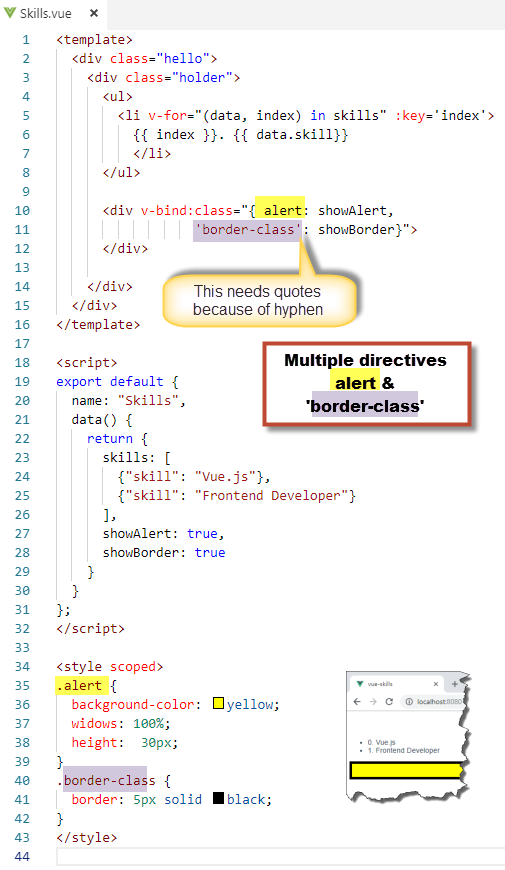 Skills.vue ×
1 <template>
2 <div class="hello">
3 <div class="holder">
4 <ul>
5 <li v-for="(data, index) in skills" :key='index'>
6 {{ index }}. {{ data.skill}}
7 </li>
8 </ul>
9
10 <div v-bind:class="{ alert: showAlert,
11 'border-class': showBorder}">
12 </div>
13
14 </div>
15 </div>
16 </template>
17
This needs quotes
because of hyphen
Multiple directives
alert &
'border-class'
18 <script>
19 export default {
20 name: "Skills",
21 data() {
22 return {
23 skills: [
24 {"skill": "Vue.js"},
25 {"skill": "Frontend Developer"}
26 ],
27 showAlert: true,
28 showBorder: true
29 }
30 }
31 };
32 </script>
33
34 <style scoped>
35 .alert {
36 background-color: yellow;
37 widows: 100%;
38 height: 30px;
39 }
40 .border-class {
41 border: 5px solid black;
42 }
43 </style>
44
vue-skills × +
localhost:8080
0. Vue.js
1. Frontend Developer